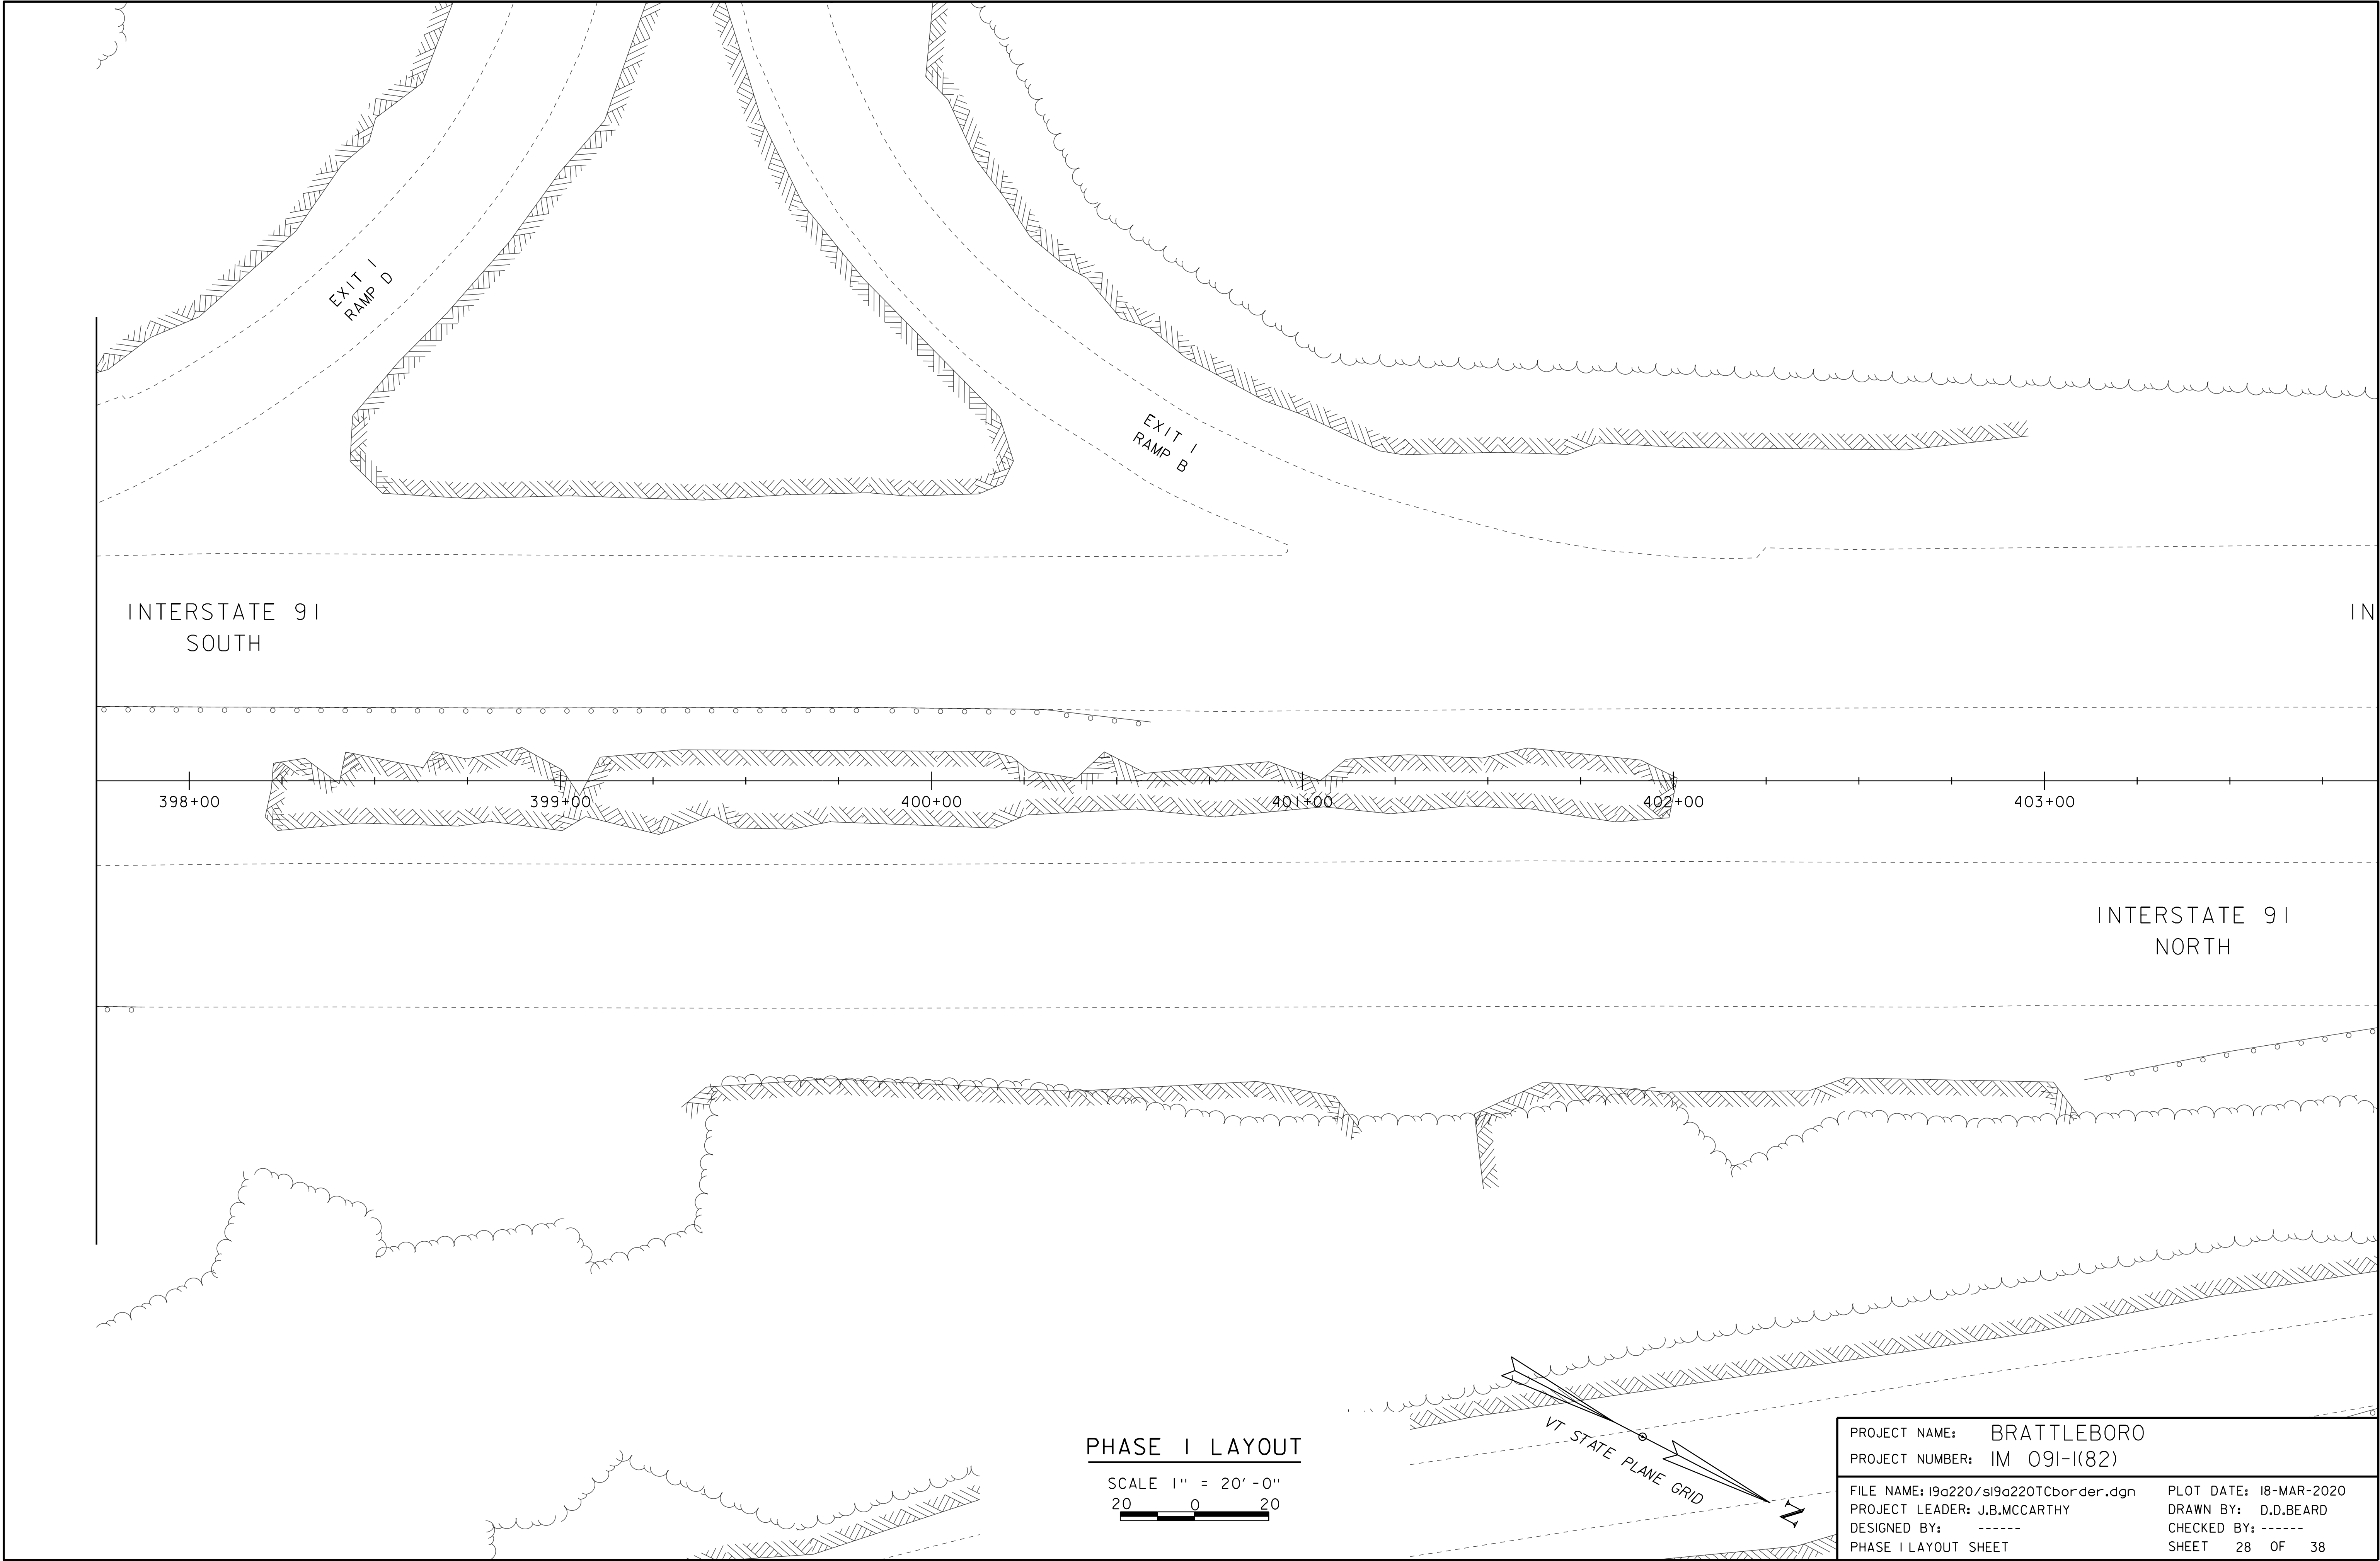 EXIT 1
RAMP D
EXIT 1
RAMP B
INTERSTATE 91
SOUTH
IN
398+00
399+00
400+00
401+00
402+00
403+00
INTERSTATE 91
NORTH
PHASE 1 LAYOUT
SCALE 1" = 20'-0"
20 0 20
VT STATE PLANE GRID
N
PROJECT NAME: BRATTLEBORO
PROJECT NUMBER: IM 091-1(82)
FILE NAME: 19a220/s19a220TCborder.dgn
PROJECT LEADER: J.B.MCCARTHY
DESIGNED BY: ------
PHASE 1 LAYOUT SHEET
PLOT DATE: 18-MAR-2020
DRAWN BY: D.D.BEARD
CHECKED BY: ------
SHEET 28 OF 38